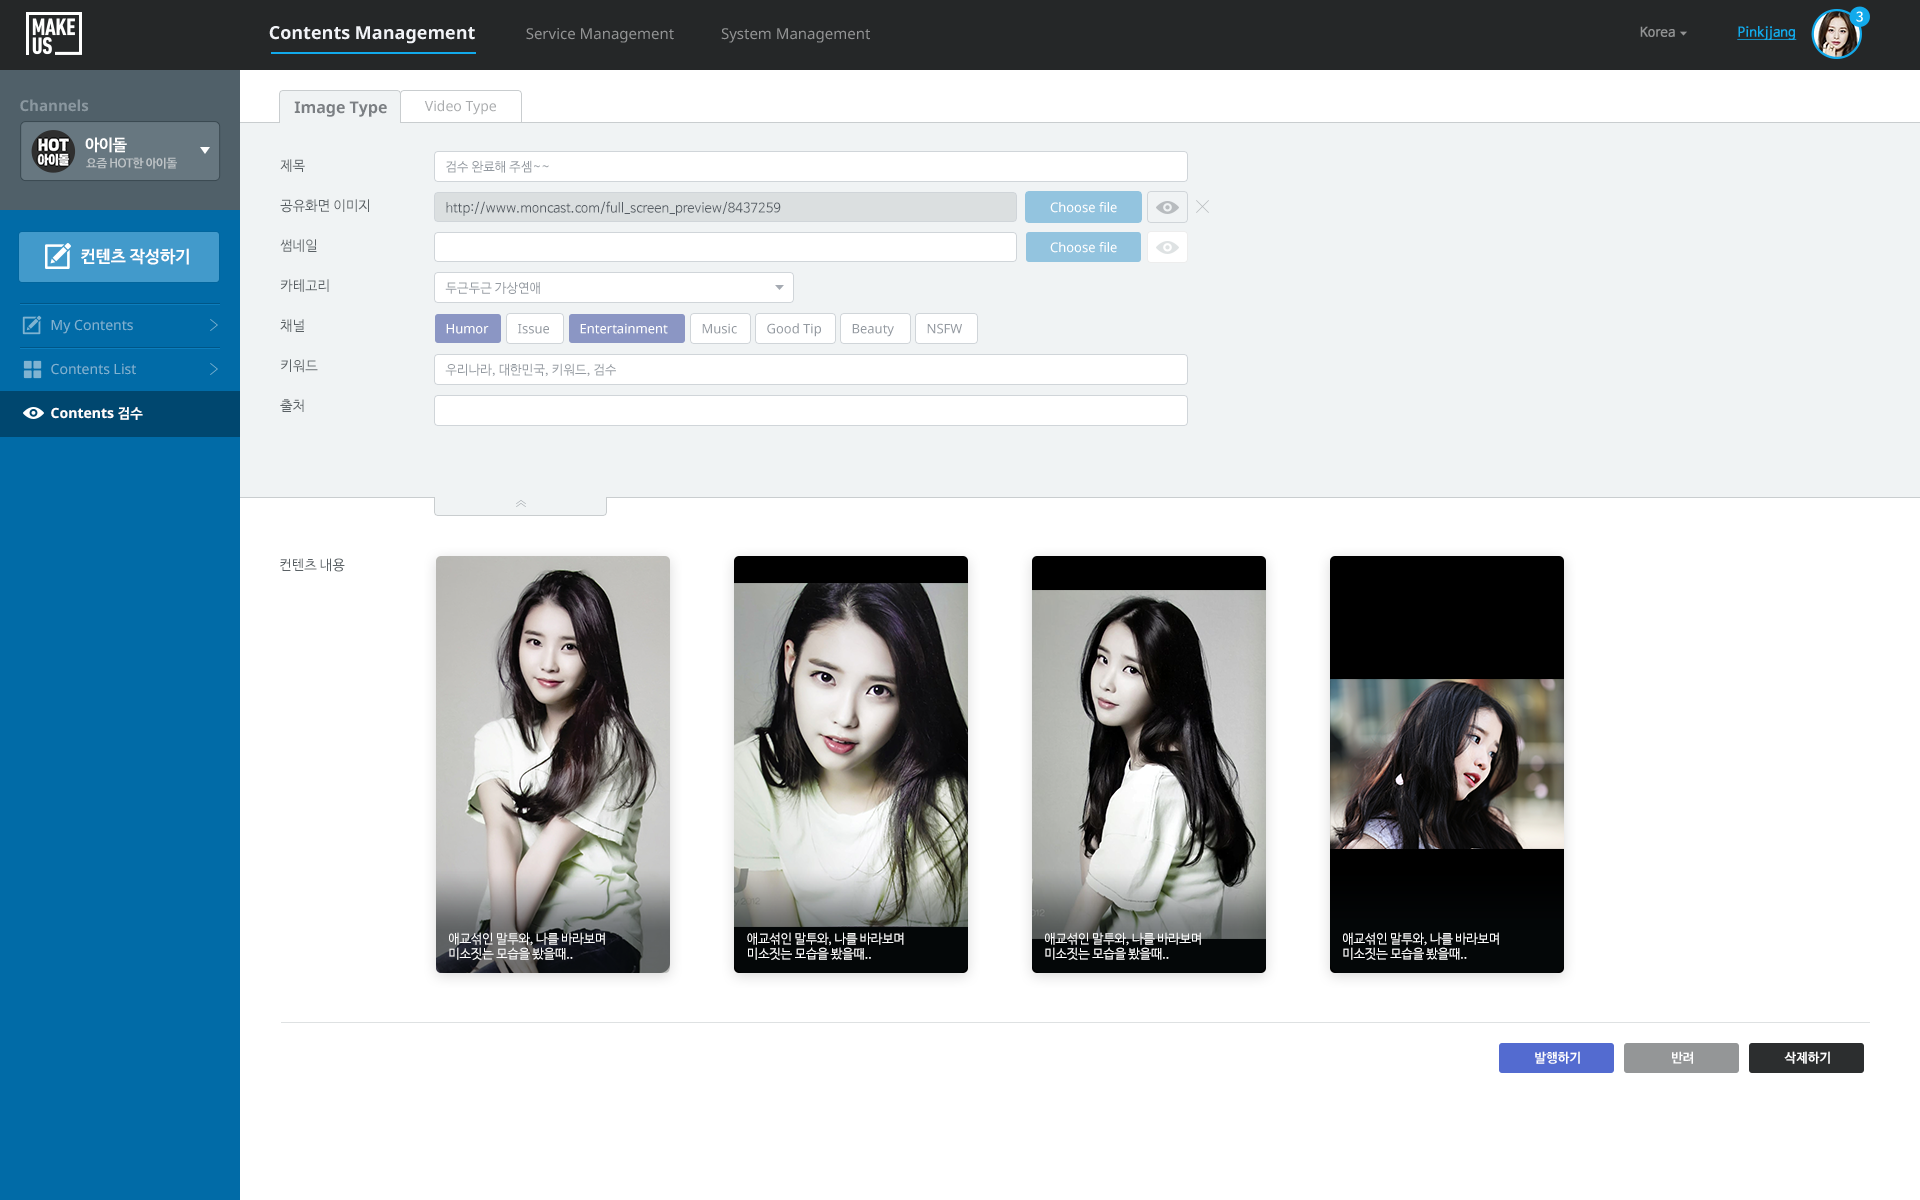 MAKE
US
Contents Management
Service Management
System Management
Korea
Pinkjjang
3
Channels
HOT
아이돌
아이돌
요즘 HOT한 아이돌
컨텐츠 작성하기
My Contents
Contents List
Contents 검수
Image Type
Video Type
제목
검수 완료해 주셈~~
공유화면 이미지
http://www.moncast.com/full_screen_preview/8437259
Choose file
썸네일
Choose file
카테고리
두근두근 가상연애
채널
Humor
Issue
Entertainment
Music
Good Tip
Beauty
NSFW
키워드
우리나라, 대한민국, 키워드, 검수
출처
컨텐츠 내용
애교섞인 말투와, 나를 바라보며
미소짓는 모습을 봤을때..
애교섞인 말투와, 나를 바라보며
미소짓는 모습을 봤을때..
애교섞인 말투와, 나를 바라보며
미소짓는 모습을 봤을때..
애교섞인 말투와, 나를 바라보며
미소짓는 모습을 봤을때..
발행하기
반려
삭제하기